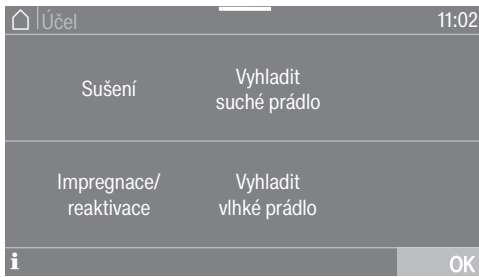 Účel
11:02
Sušení
Vyhladit
suché prádlo
Impregnace/
reaktivace
Vyhladit
vlhké prádlo
i
OK